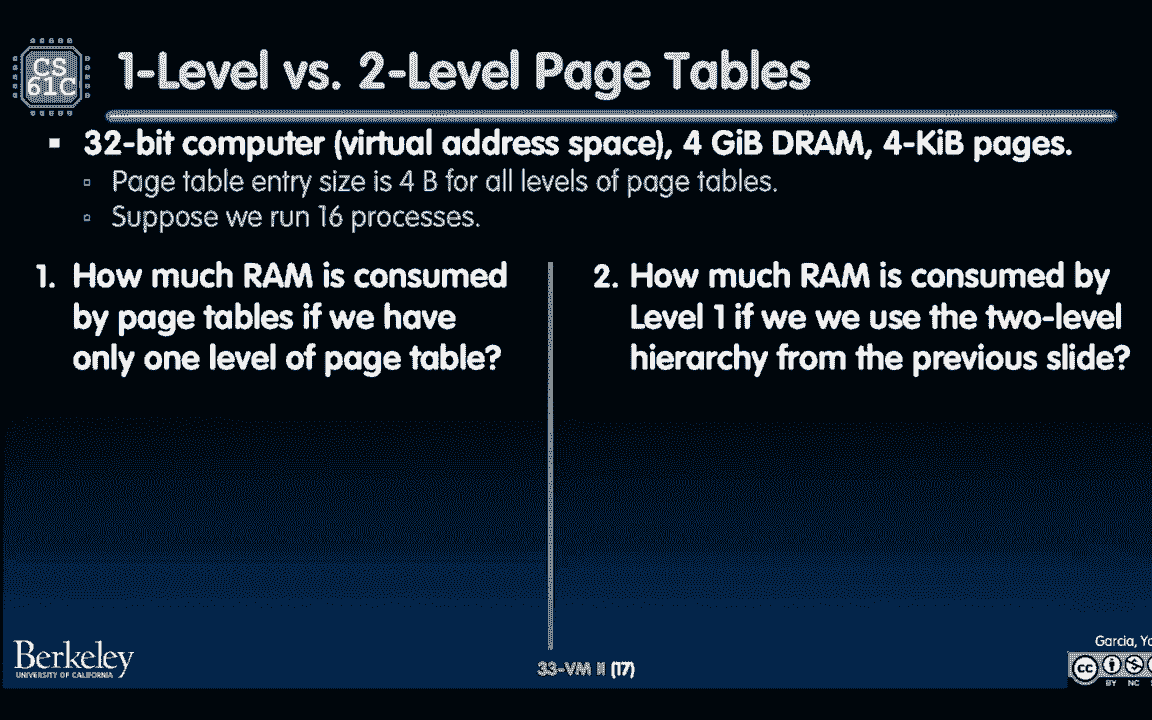 CS
61C
1-Level vs. 2-Level Page Tables
▪ 32-bit computer (virtual address space), 4 GiB DRAM, 4-KiB pages.
▫ Page table entry size is 4 B for all levels of page tables.
▫ Suppose we run 16 processes.
1. How much RAM is consumed
by page tables if we have
only one level of page table?
2. How much RAM is consumed by
Level 1 if we we use the two-level
hierarchy from the previous slide?
Berkeley
UNIVERSITY OF CALIFORNIA
33-VM II (17)
Garcia,
cc
BY NC